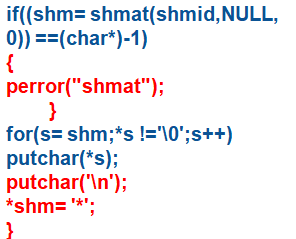 if((shm= shmat(shmid,NULL,
0)) ==(char*)-1)
{
perror("shmat");
}
for(s= shm;*s !='\0';s++)
putchar(*s);
putchar('\n');
*shm= '*';
}